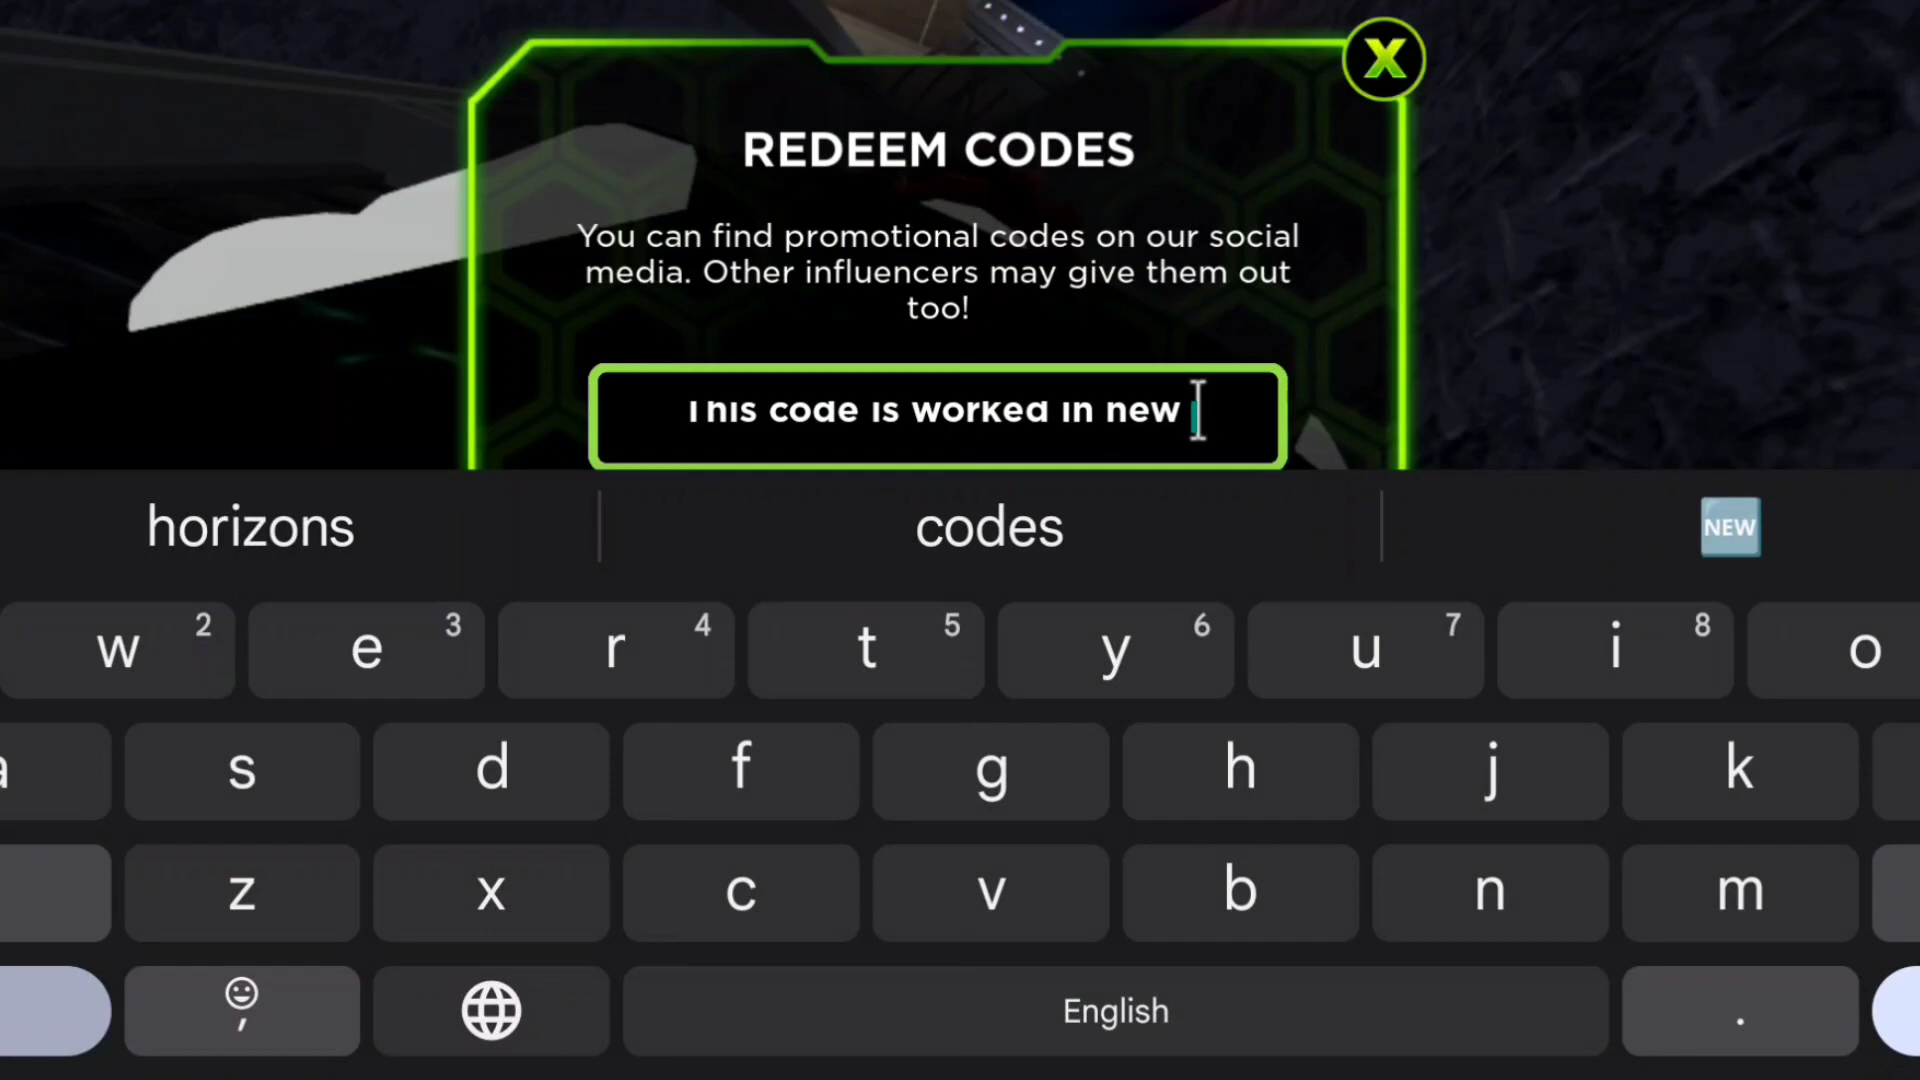 X
REDEEM CODES
You can find promotional codes on our social
media. Other influencers may give them out
too!
This code is worked in new
horizons codes NEW
w 2 e 3 r 4 t 5 y 6 u 7 i 8 o
a s d f g h j k
z x c v b n m
, English .